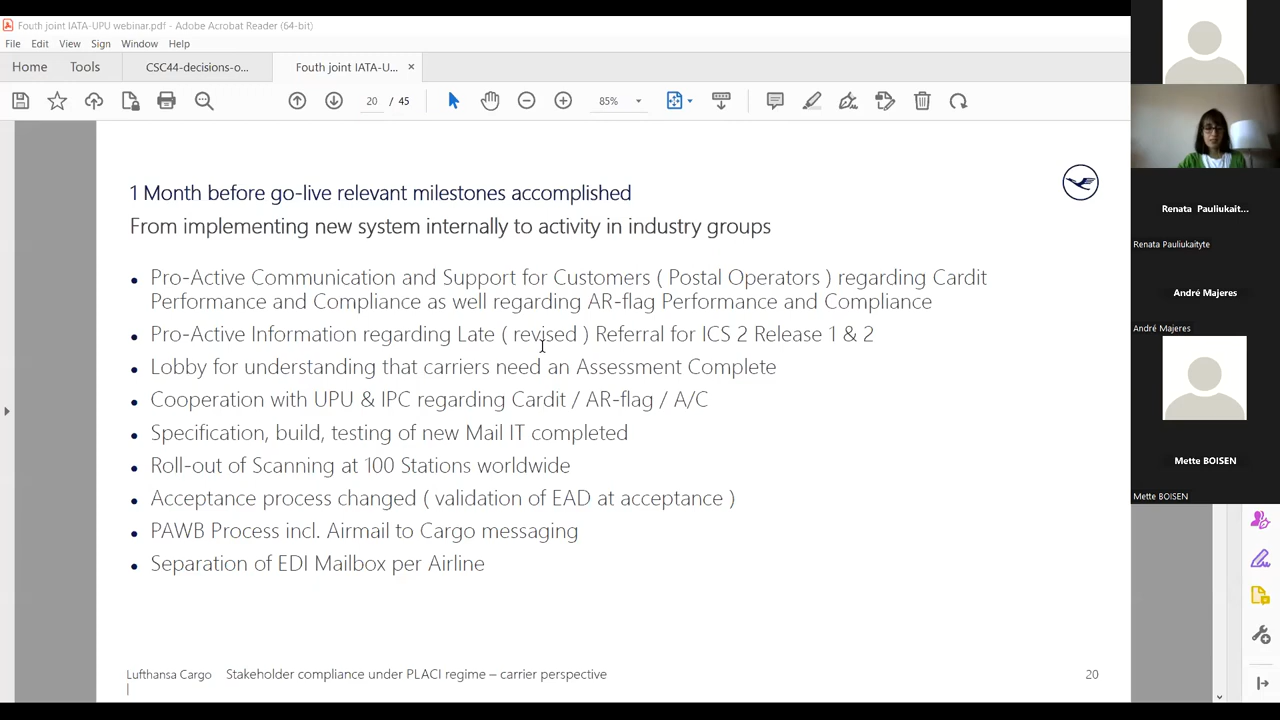 Fouth joint IATA-UPU webinar.pdf - Adobe Acrobat Reader (64-bit)
File Edit View Sign Window Help
Home Tools CSC44-decisions-o... Fouth joint IATA-U... ×
20 / 45 85%
1 Month before go-live relevant milestones accomplished
From implementing new system internally to activity in industry groups
• Pro-Active Communication and Support for Customers ( Postal Operators ) regarding Cardit
Performance and Compliance as well regarding AR-flag Performance and Compliance
• Pro-Active Information regarding Late ( revised ) Referral for ICS 2 Release 1 & 2
• Lobby for understanding that carriers need an Assessment Complete
• Cooperation with UPU & IPC regarding Cardit / AR-flag / A/C
• Specification, build, testing of new Mail IT completed
• Roll-out of Scanning at 100 Stations worldwide
• Acceptance process changed ( validation of EAD at acceptance )
• PAWB Process incl. Airmail to Cargo messaging
• Separation of EDI Mailbox per Airline
Lufthansa Cargo Stakeholder compliance under PLACI regime – carrier perspective 20
|
Renata Pauliukait...
Renata Pauliukaityte
André Majeres
André Majeres
Mette BOISEN
Mette BOISEN